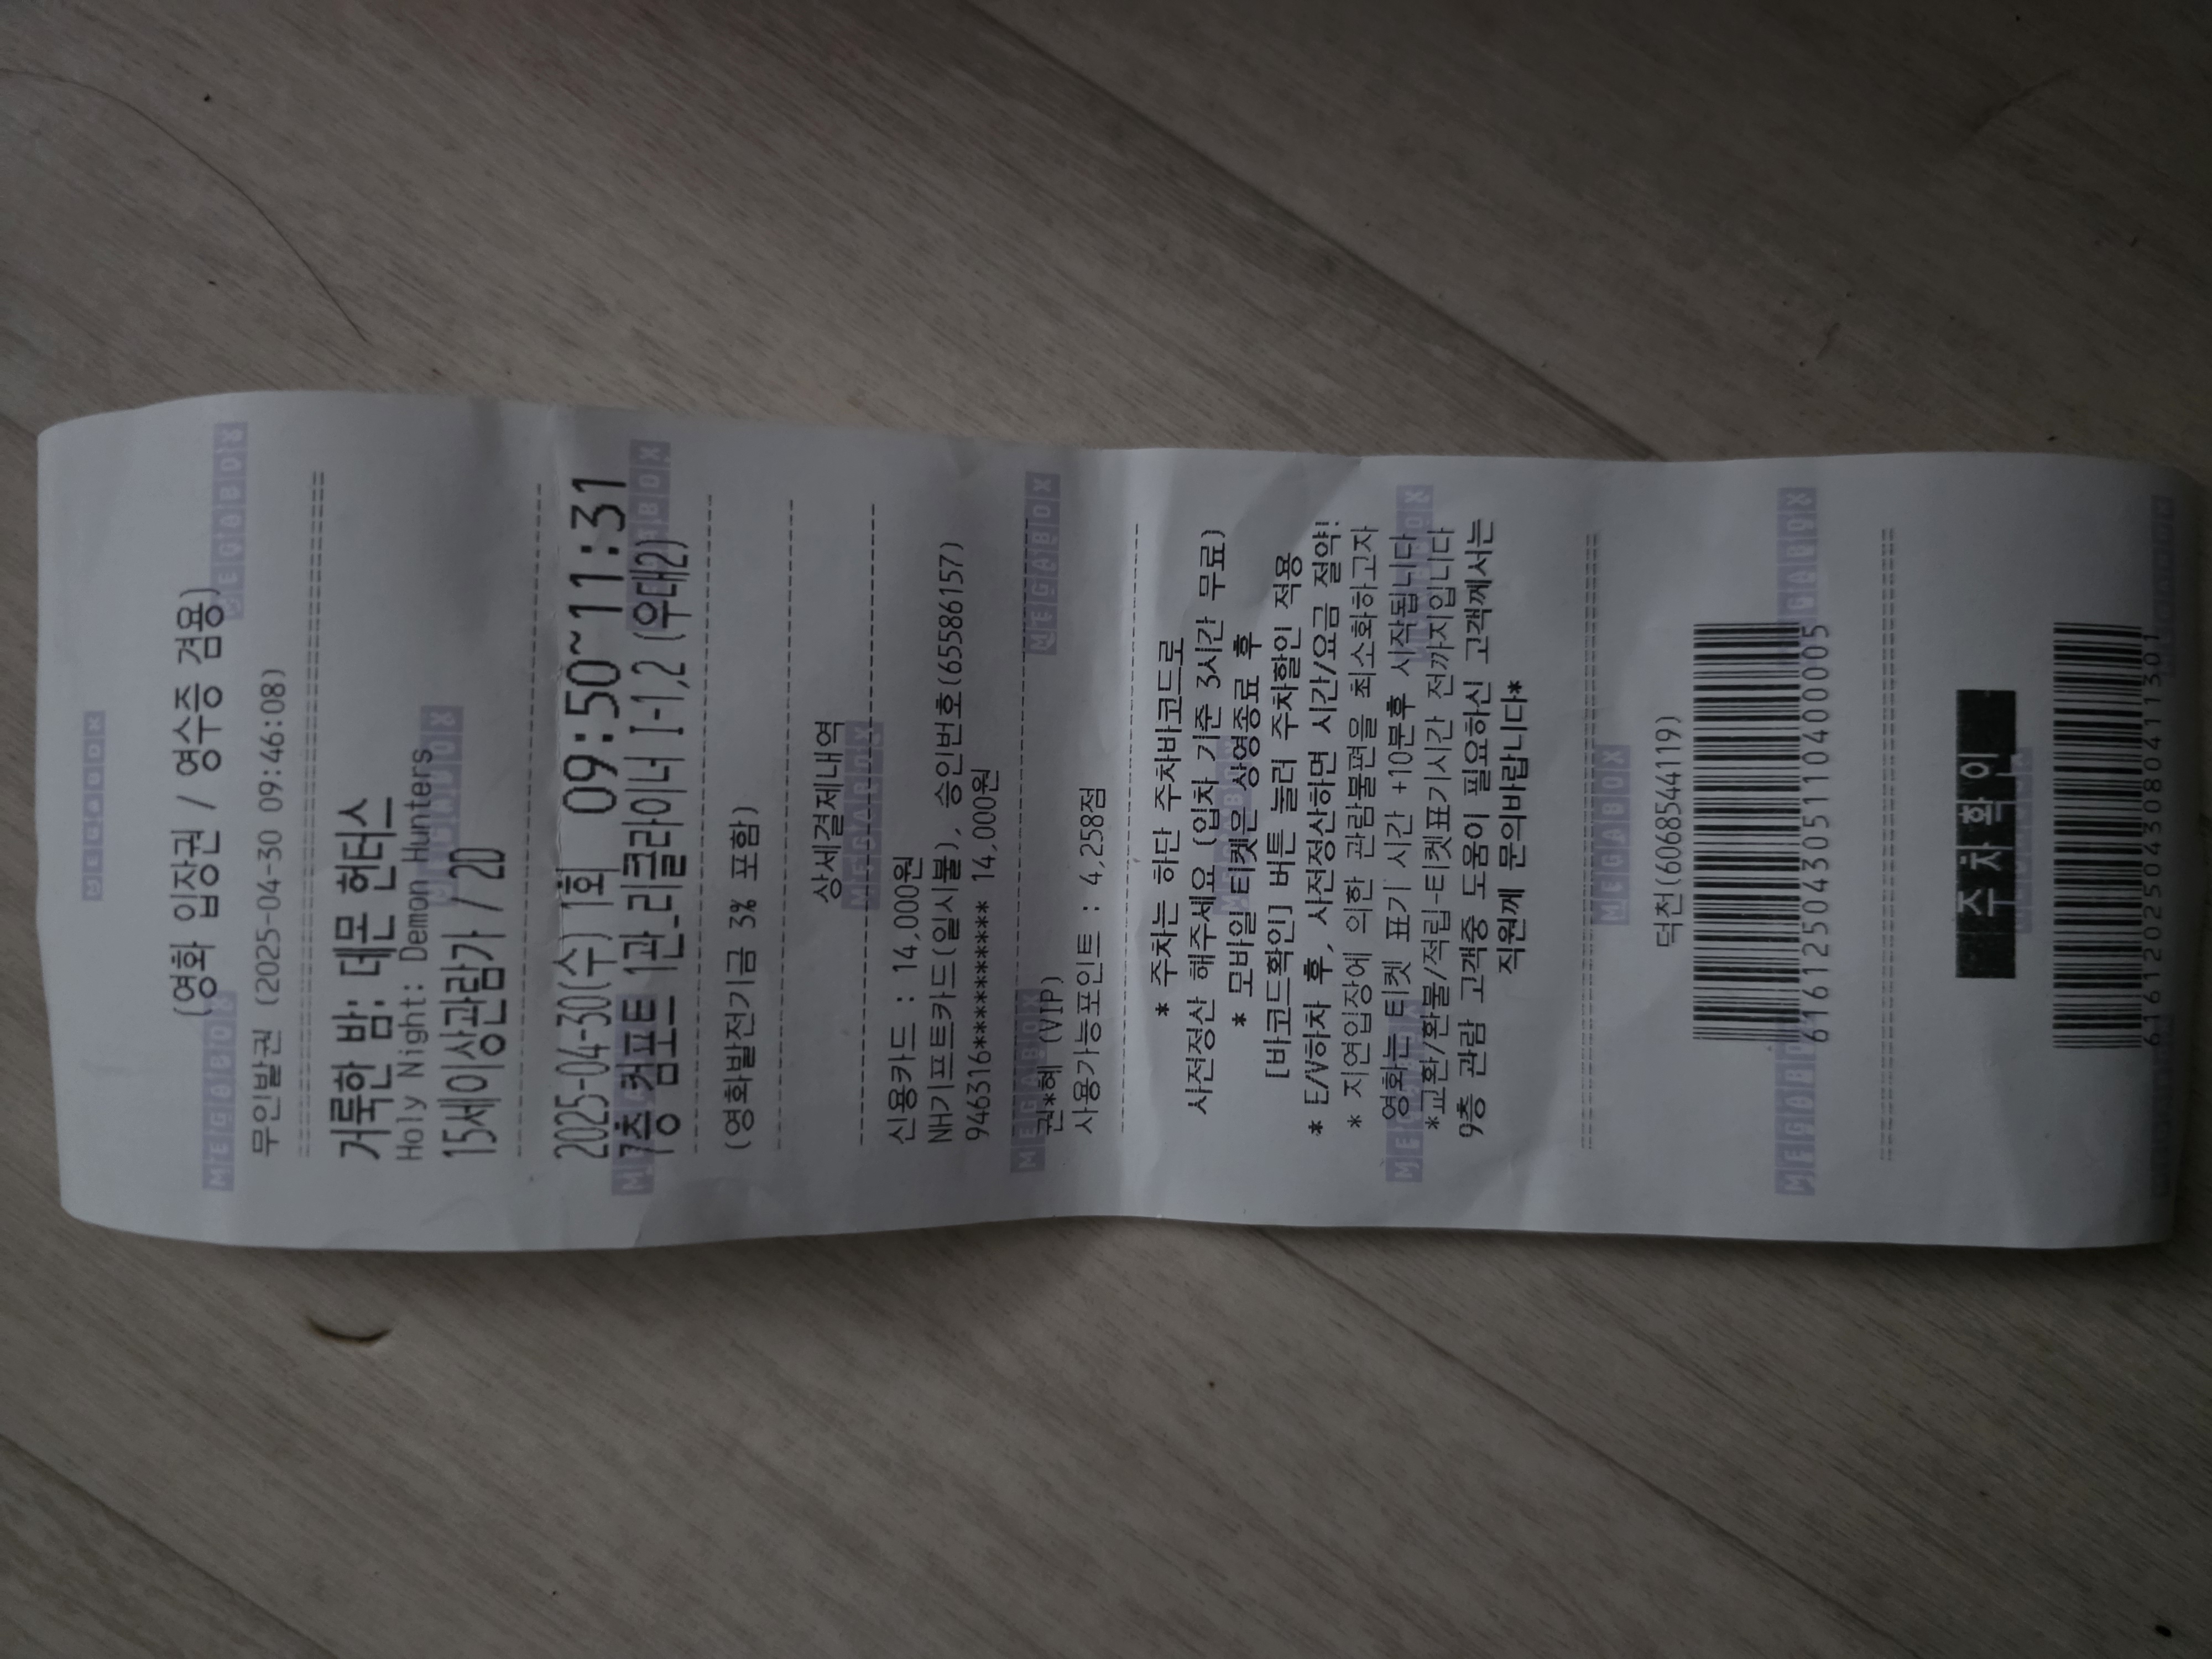 MEGABOX
(영화 입장권 / 영수증 겸용)
무인발권 (2025-04-30 09:46:08)
거룩한 밤: 데몬 헌터스
Holy Night: Demon Hunters
15세이상관람가 / 2D
2025-04-30(수) 1회 09:50~11:31
7층 컴포트 1관_리클라이너 I-1,2 (우대2)
(영화발전기금 3% 포함)
상세결제내역
신용카드 : 14,000원
NH기프트카드(일시불), 승인번호(65586157)
946316********** 14,000원
권*혜 (VIP)
사용가능포인트 : 4,258점
* 주차는 하단 주차바코드로
사전정산 해주세요 (입차 기준 3시간 무료)
* 모바일 티켓은 상영종료 후
[바코드확인] 버튼 눌러 주차할인 적용
* E/V하차 후, 사전정산하면 시간/요금 절약!
* 지연입장에 의한 관람불편을 최소화하고자
영화는 티켓 표기 시간 +10분후 시작됩니다
*교환/환불/적립-티켓표기시간 전까지입니다
9층 관람 고객중 도움이 필요하신 고객께서는
직원께 문의바랍니다*
덕천(6068544119)
6161250430511040005
주차확인
61612025043080411301